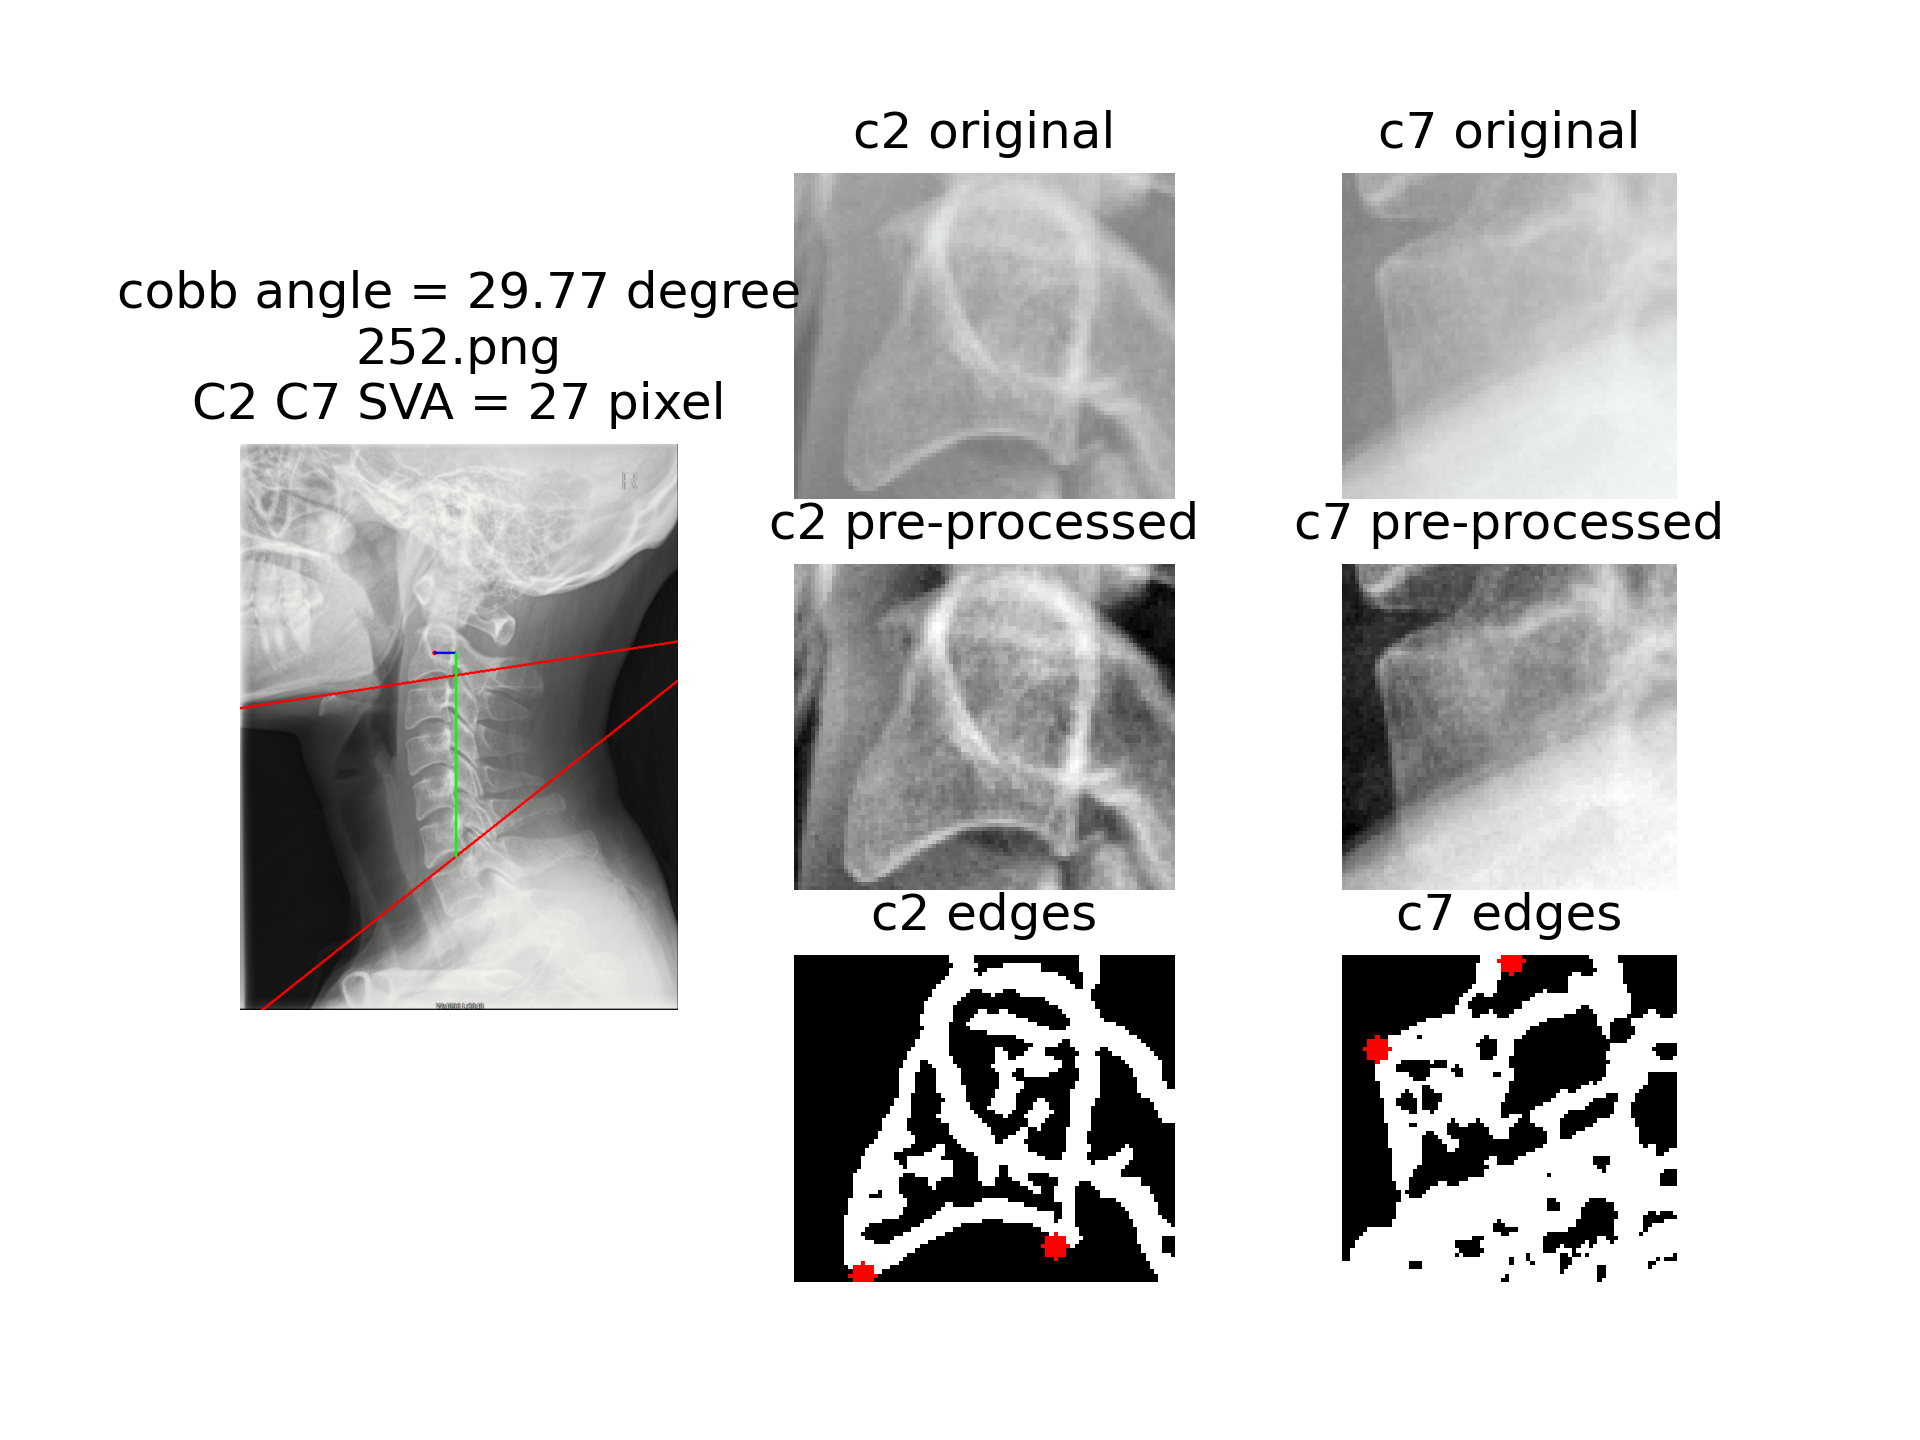 cobb angle = 29.77 degree
252.png
C2 C7 SVA = 27 pixel
c2 original
c7 original
c2 pre-processed
c7 pre-processed
c2 edges
c7 edges
R